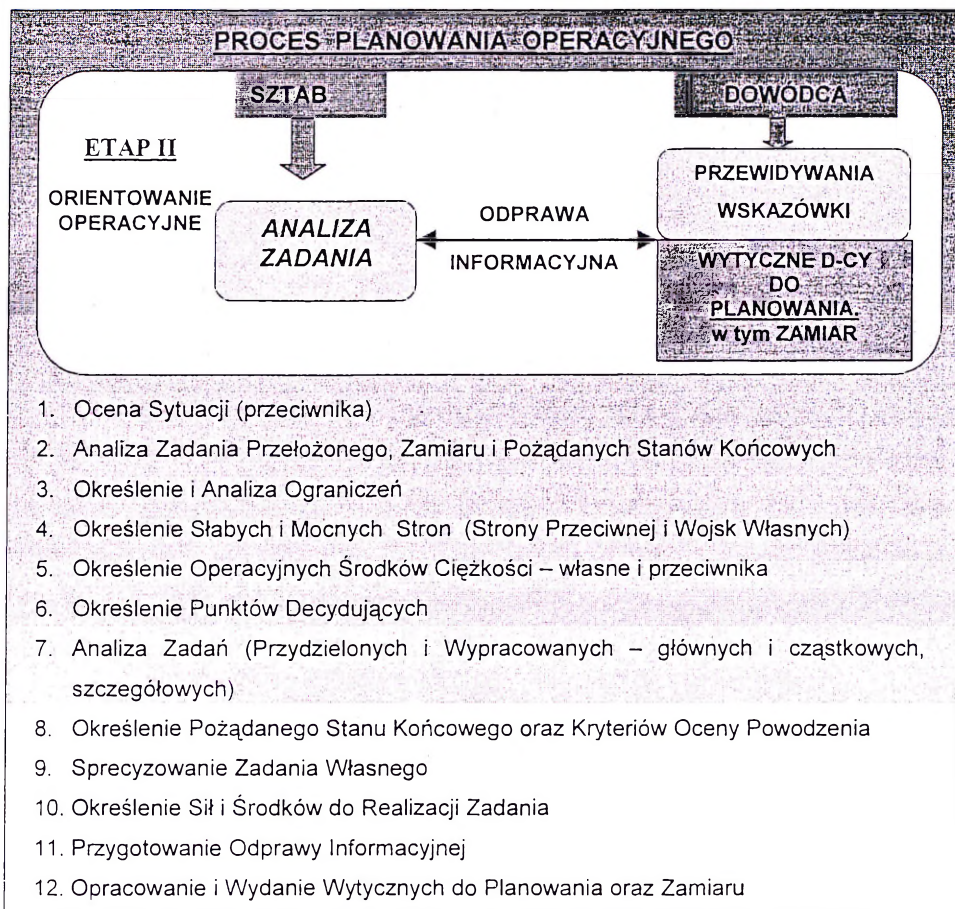 PROCES PLANOWANIA OPERACYJNEGO
SZTAB
DOWÓDCA
ETAP II
ORIENTOWANIE
OPERACYJNE
ANALIZA
ZADANIA
ODPRAWA
INFORMACYJNA
PRZEWIDYWANIA
WSKAZÓWKI
WYTYCZNE D-CY
DO
PLANOWANIA.
w tym ZAMIAR
1. Ocena Sytuacji (przeciwnika)
2. Analiza Zadania Przełożonego, Zamiaru i Pożądanych Stanów Końcowych
3. Określenie i Analiza Ograniczeń
4. Określenie Słabych i Mocnych Stron (Strony Przeciwnej i Wojsk Własnych)
5. Określenie Operacyjnych Środków Ciężkości – własne i przeciwnika
6. Określenie Punktów Decydujących
7. Analiza Zadań (Przydzielonych i Wypracowanych – głównych i cząstkowych,
szczegółowych)
8. Określenie Pożądanego Stanu Końcowego oraz Kryteriów Oceny Powodzenia
9. Sprecyzowanie Zadania Własnego
10. Określenie Sił i Środków do Realizacji Zadania
11. Przygotowanie Odprawy Informacyjnej
12. Opracowanie i Wydanie Wytycznych do Planowania oraz Zamiaru